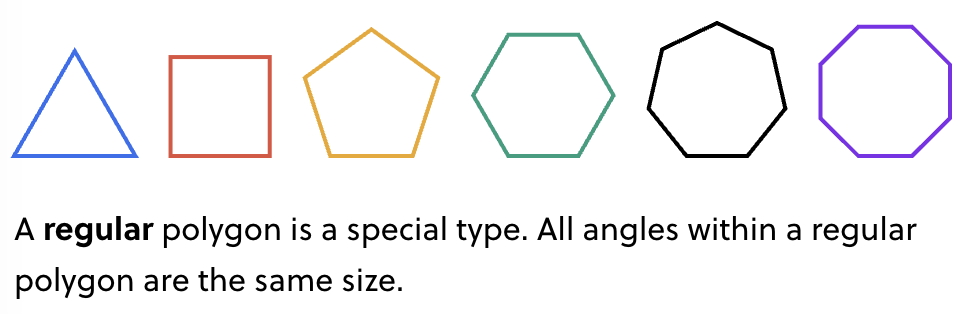 A regular polygon is a special type. All angles within a regular
polygon are the same size.